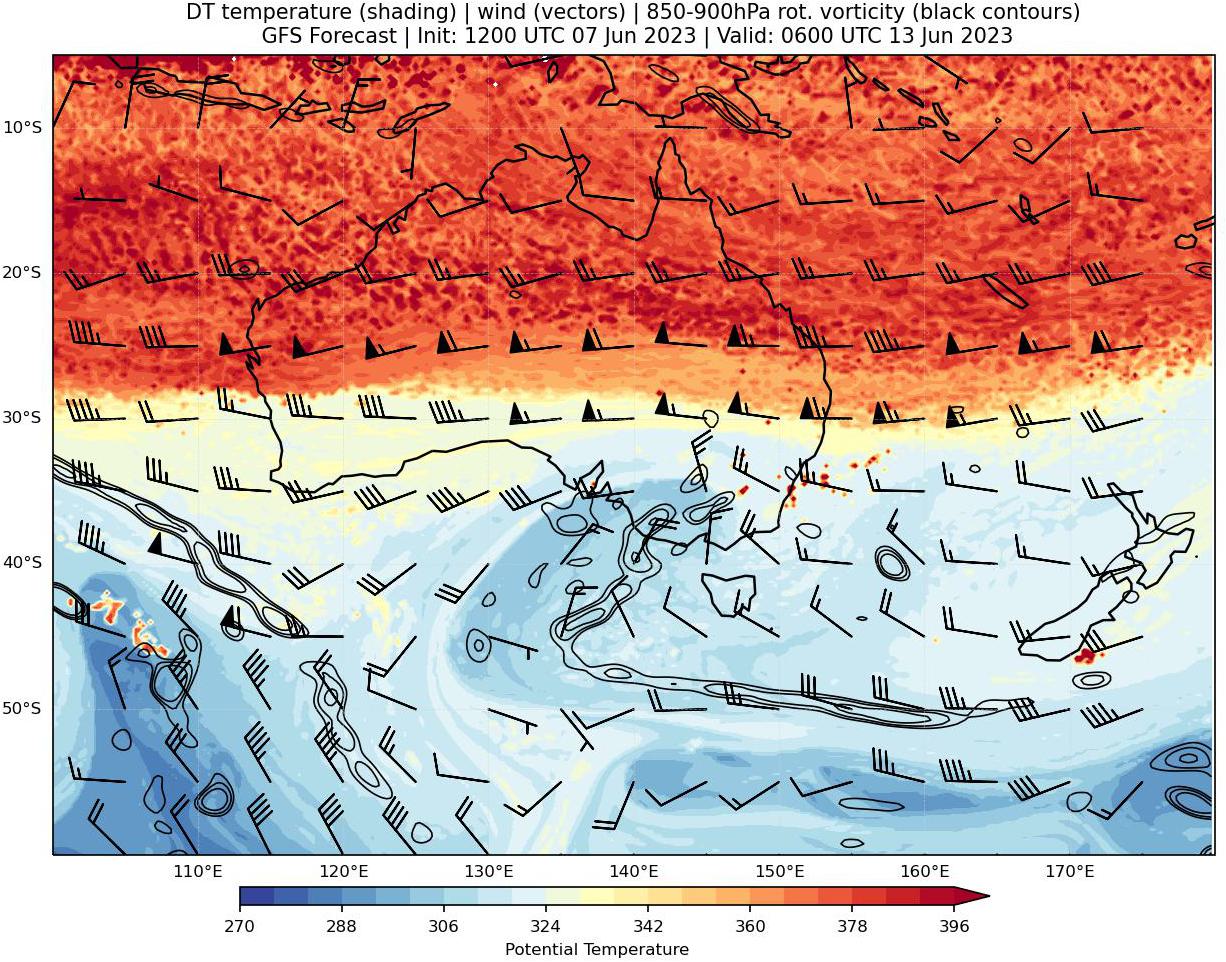 DT temperature (shading) | wind (vectors) | 850-900hPa rot. vorticity (black contours)
GFS Forecast | Init: 1200 UTC 07 Jun 2023 | Valid: 0600 UTC 13 Jun 2023
10°S
20°S
30°S
40°S
50°S
110°E 120°E 130°E 140°E 150°E 160°E 170°E
270 288 306 324 342 360 378 396
Potential Temperature